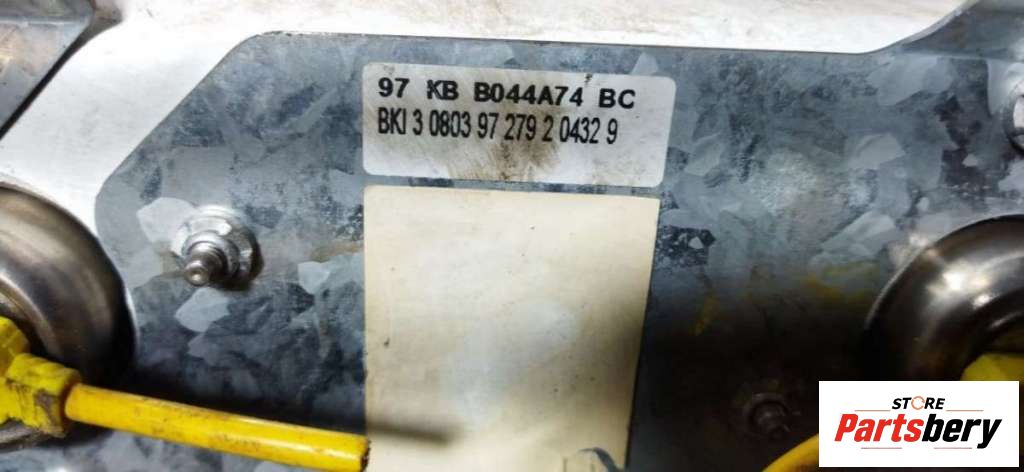 97 KB B044A74 BC
BKI 3 0803 97 279 2 0432 9
STORE
Partsbery